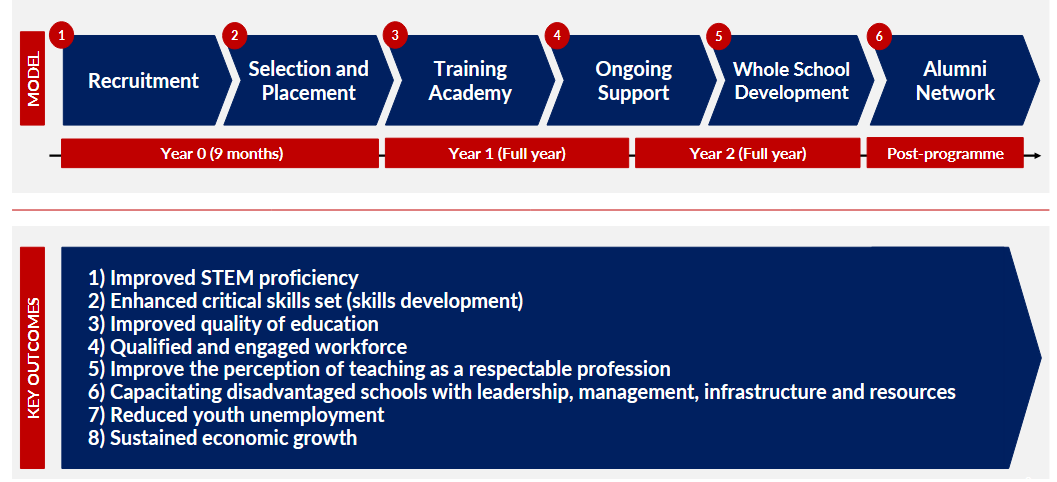 MODEL
1
2
3
4
5
6
Recruitment
Selection and
Placement
Training
Academy
Ongoing
Support
Whole School
Development
Alumni
Network
Year 0 (9 months)
Year 1 (Full year)
Year 2 (Full year)
Post-programme
KEY OUTCOMES
1) Improved STEM proficiency
2) Enhanced critical skills set (skills development)
3) Improved quality of education
4) Qualified and engaged workforce
5) Improve the perception of teaching as a respectable profession
6) Capacitating disadvantaged schools with leadership, management, infrastructure and resources
7) Reduced youth unemployment
8) Sustained economic growth